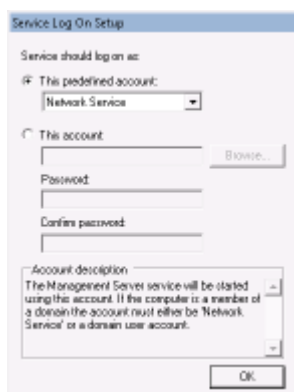 Service Log On Setup
Service should log on as:
This predefined account:
Network Service
This account
Browse...
Password:
Confirm password:
Account description
The Management Server service will be started
using this account. If the computer is a member of
a domain the account must either be 'Network
Service' or a domain user account.
OK